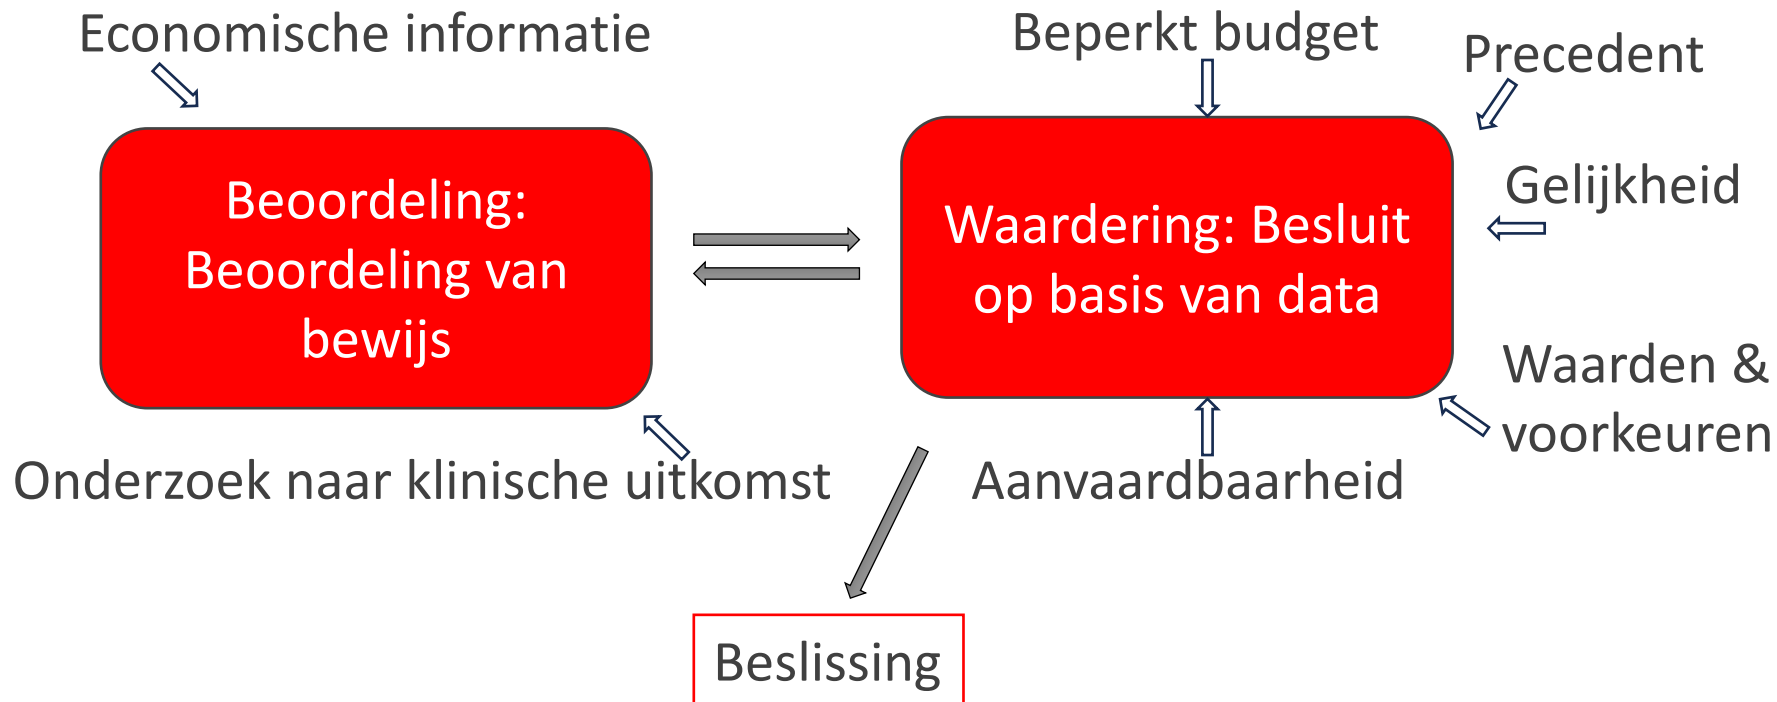 Economische informatie
Beperkt budget
Precedent
Beoordeling:
Beoordeling van
bewijs
Waardering: Besluit
op basis van data
Gelijkheid
Waarden &
voorkeuren
Onderzoek naar klinische uitkomst
Aanvaardbaarheid
Beslissing